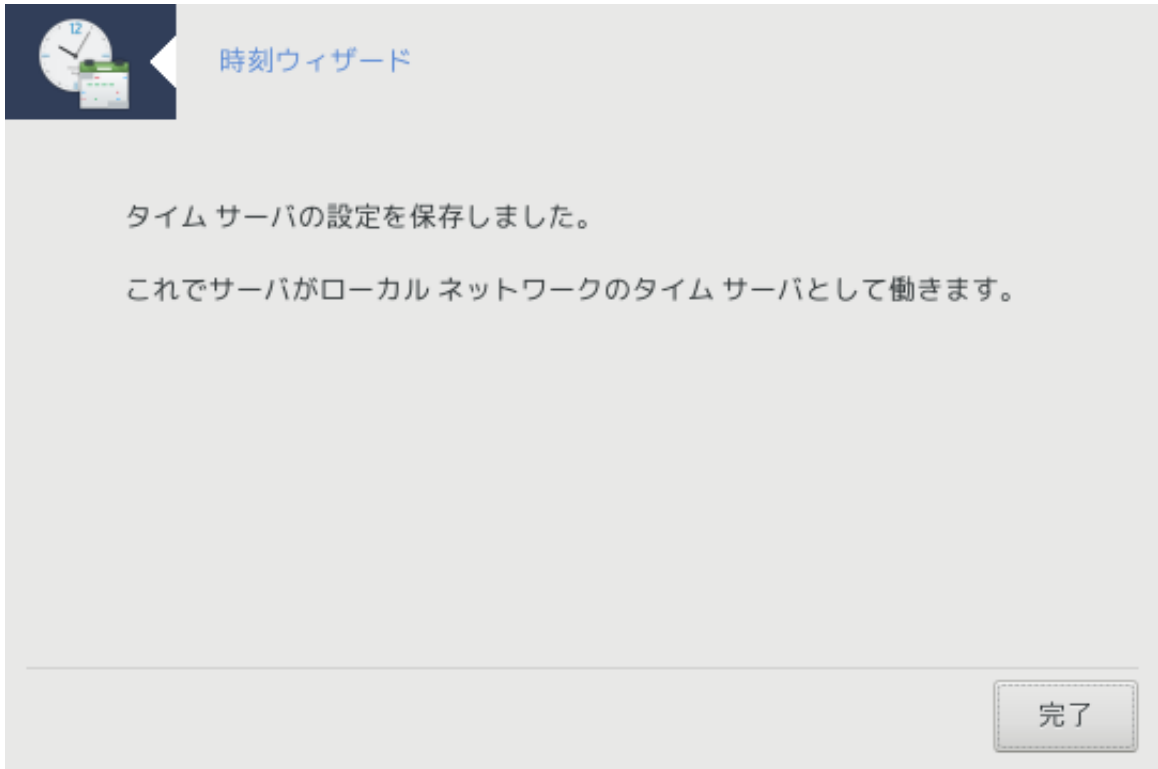 12
時刻ウィザード
タイム サーバの設定を保存しました。
これでサーバがローカル ネットワークのタイム サーバとして働きます。
完了